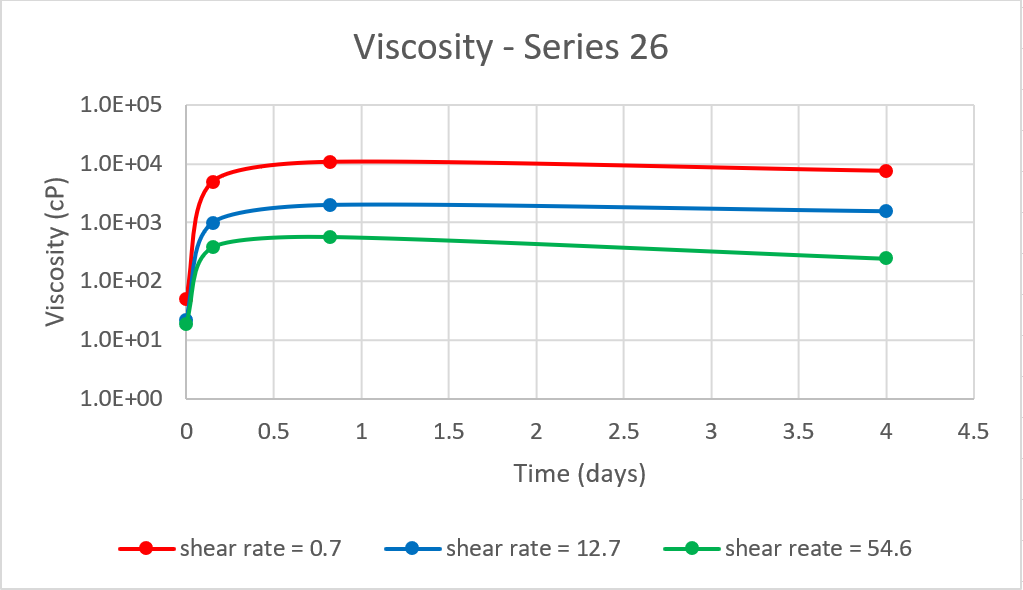 Viscosity - Series 26
1.0E+05
1.0E+04
1.0E+03
1.0E+02
1.0E+01
1.0E+00
Viscosity (cP)
0 0.5 1 1.5 2 2.5 3 3.5 4 4.5
Time (days)
shear rate = 0.7 shear rate = 12.7 shear reate = 54.6